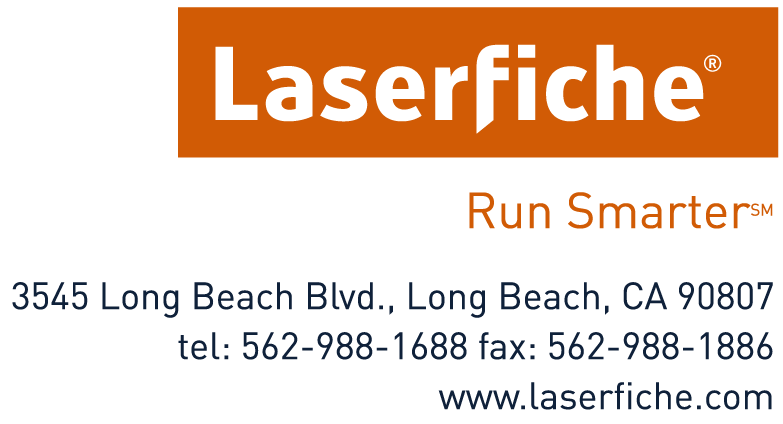 Laserfiche®
Run Smarter℠
3545 Long Beach Blvd., Long Beach, CA 90807
tel: 562-988-1688 fax: 562-988-1886
www.laserfiche.com